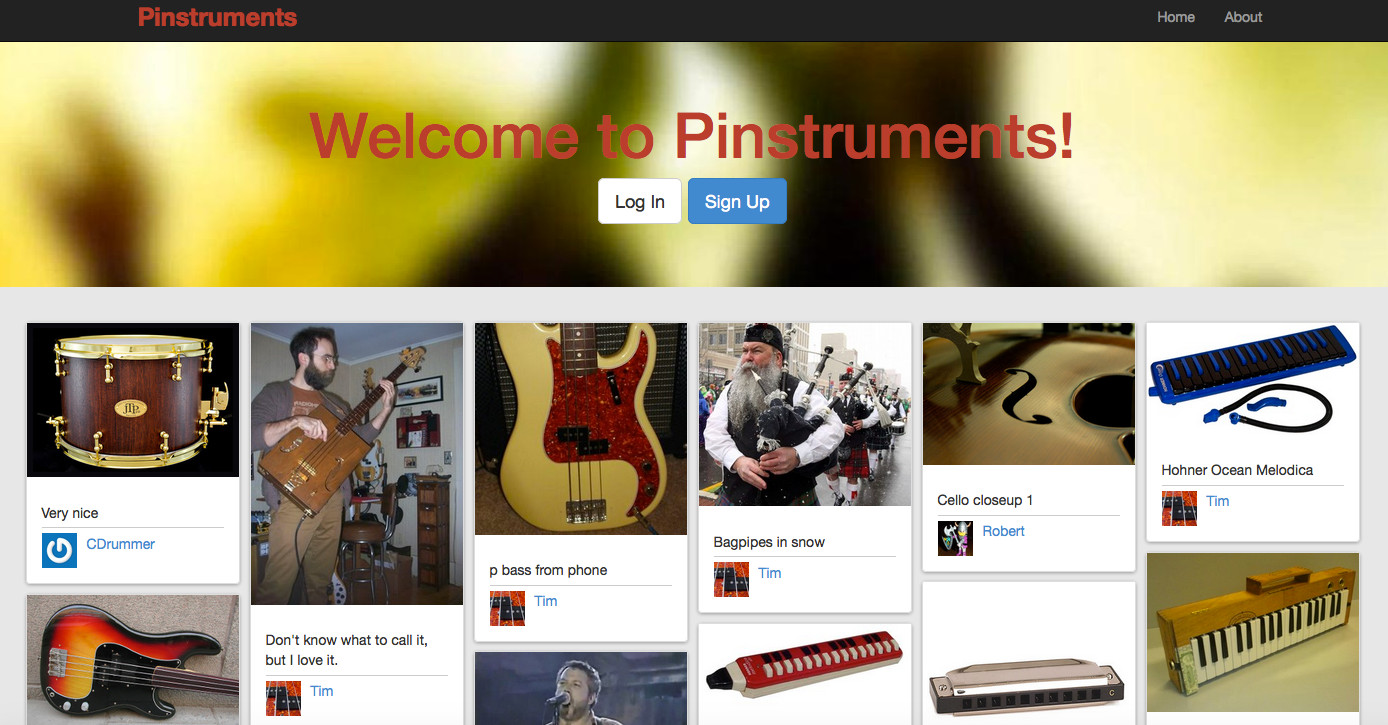 Pinstruments
Home
About
Welcome to Pinstruments!
Log In
Sign Up
Very nice
CDrummer
Don't know what to call it,
but I love it.
Tim
p bass from phone
Tim
Bagpipes in snow
Tim
Cello closeup 1
Robert
Hohner Ocean Melodica
Tim